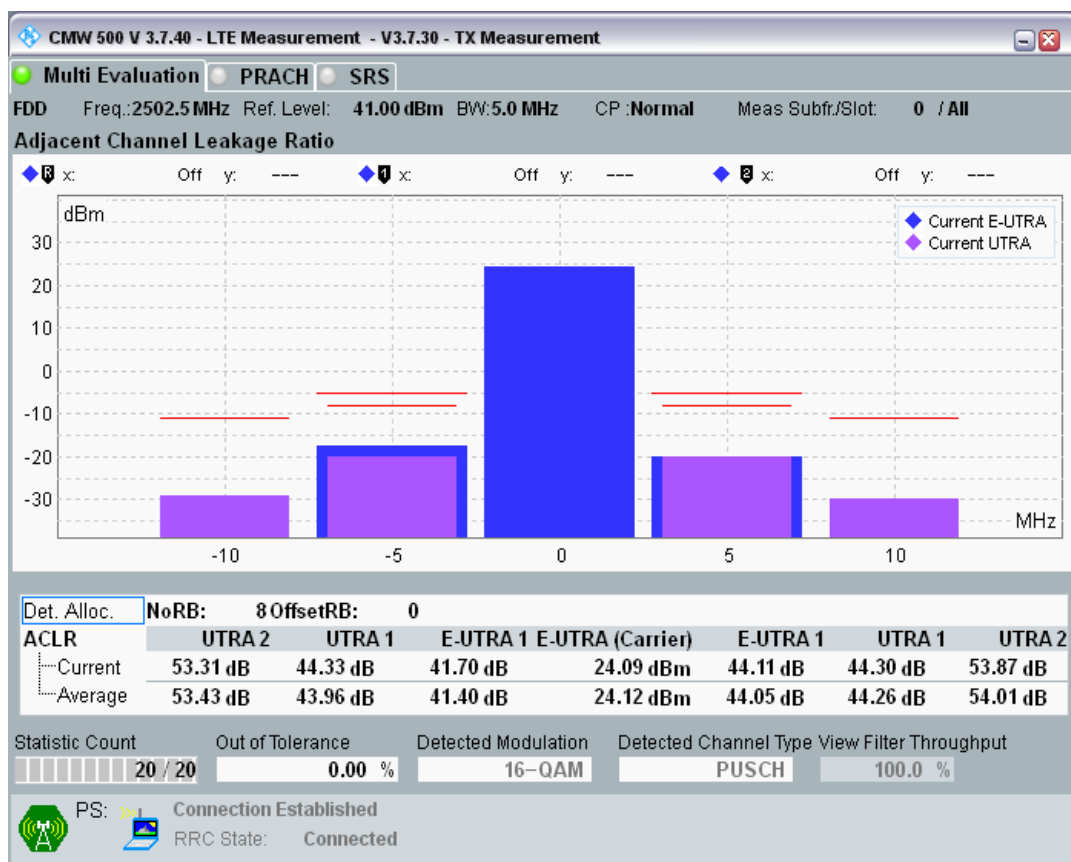 CMW 500 V 3.7.40 - LTE Measurement - V3.7.30 - TX Measurement
Multi Evaluation PRACH SRS
FDD Freq.:2502.5 MHz Ref. Level: 41.00 dBm BW:5.0 MHz CP :Normal Meas Subfr./Slot: 0 / All
Adjacent Channel Leakage Ratio
R x: Off y: --- 1 x: Off y: --- 2 x: Off y: ---
dBm
Current E-UTRA
Current UTRA
30
20
10
0
-10
-20
-30
MHz
-10 -5 0 5 10
Det. Alloc. NoRB: 8 OffsetRB: 0
ACLR UTRA 2 UTRA 1 E-UTRA 1 E-UTRA (Carrier) E-UTRA 1 UTRA 1 UTRA 2
Current 53.31 dB 44.33 dB 41.70 dB 24.09 dBm 44.11 dB 44.30 dB 53.87 dB
Average 53.43 dB 43.96 dB 41.40 dB 24.12 dBm 44.05 dB 44.26 dB 54.01 dB
Statistic Count Out of Tolerance Detected Modulation Detected Channel Type View Filter Throughput
20 / 20 0.00 % 16-QAM PUSCH 100.0 %
PS: Connection Established
RRC State: Connected